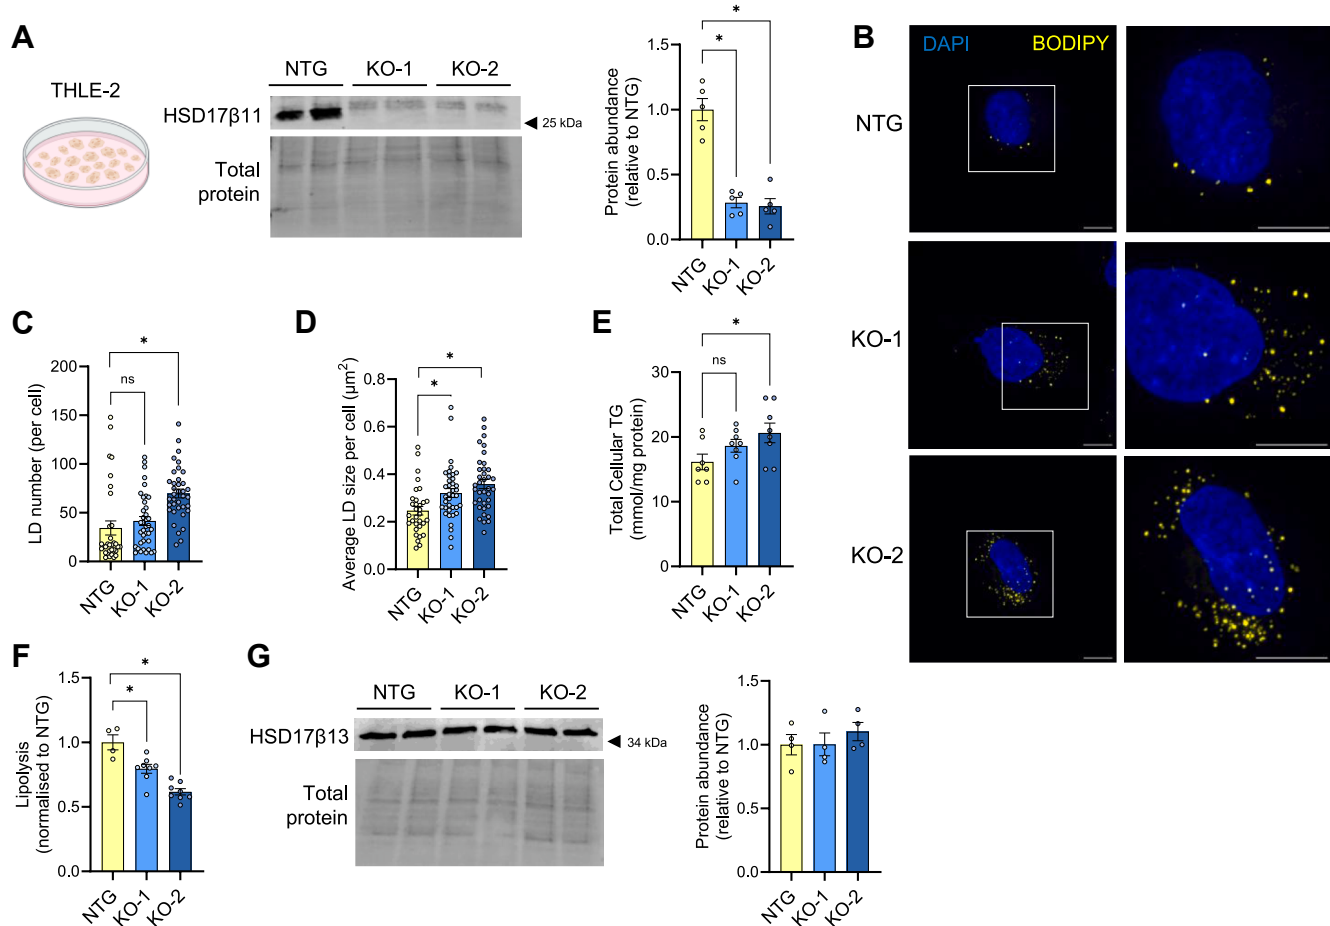 A
THLE-2
NTG KO-1 KO-2
HSD17β11
25 kDa
Total
protein
Protein abundance
(relative to NTG)
1.5
1.0
0.5
0.0
* *
NTG KO-1 KO-2
B
DAPI BODIPY
NTG
KO-1
KO-2
C
LD number (per cell)
200
150
100
50
0
ns *
NTG KO-1 KO-2
D
Average LD size per cell (μm²)
0.8
0.6
0.4
0.2
0.0
* *
NTG KO-1 KO-2
E
Total Cellular TG
(mmol/mg protein)
30
20
10
0
ns *
NTG KO-1 KO-2
F
Lipolysis
(normalised to NTG)
1.5
1.0
0.5
0.0
* *
NTG KO-1 KO-2
G
NTG KO-1 KO-2
HSD17β13
34 kDa
Total
protein
Protein abundance
(relative to NTG)
1.5
1.0
0.5
0.0
NTG KO-1 KO-2